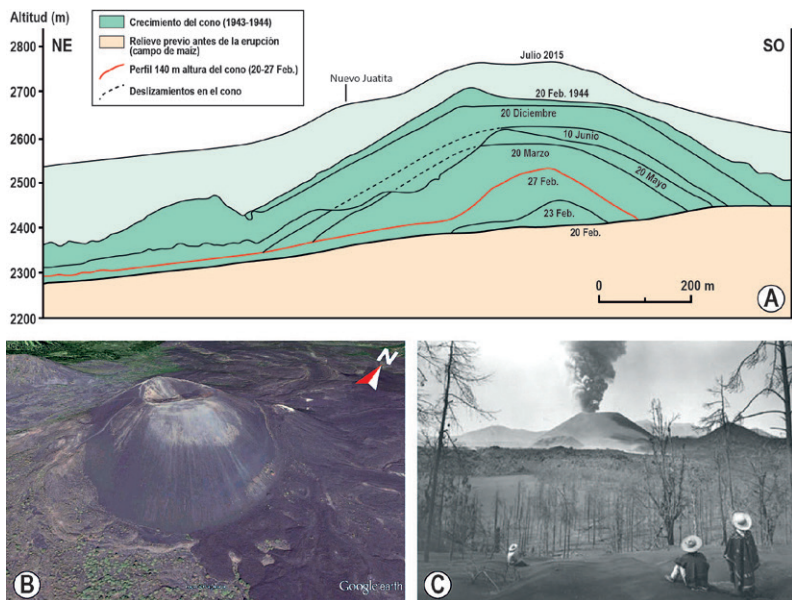 Altitud (m)
NE
SO
2800
2700
2600
2500
2400
2300
2200
Crecimiento del cono (1943-1944)
Relieve previo antes de la erupción
(campo de maíz)
Perfil 140 m altura del cono (20-27 Feb.)
Deslizamientos en el cono
Nuevo Juatita
Julio 2015
20 Feb. 1944
20 Diciembre
10 Junio
20 Marzo
20 Mayo
27 Feb.
23 Feb.
20 Feb.
0 200 m
A
N
B
Google earth
C